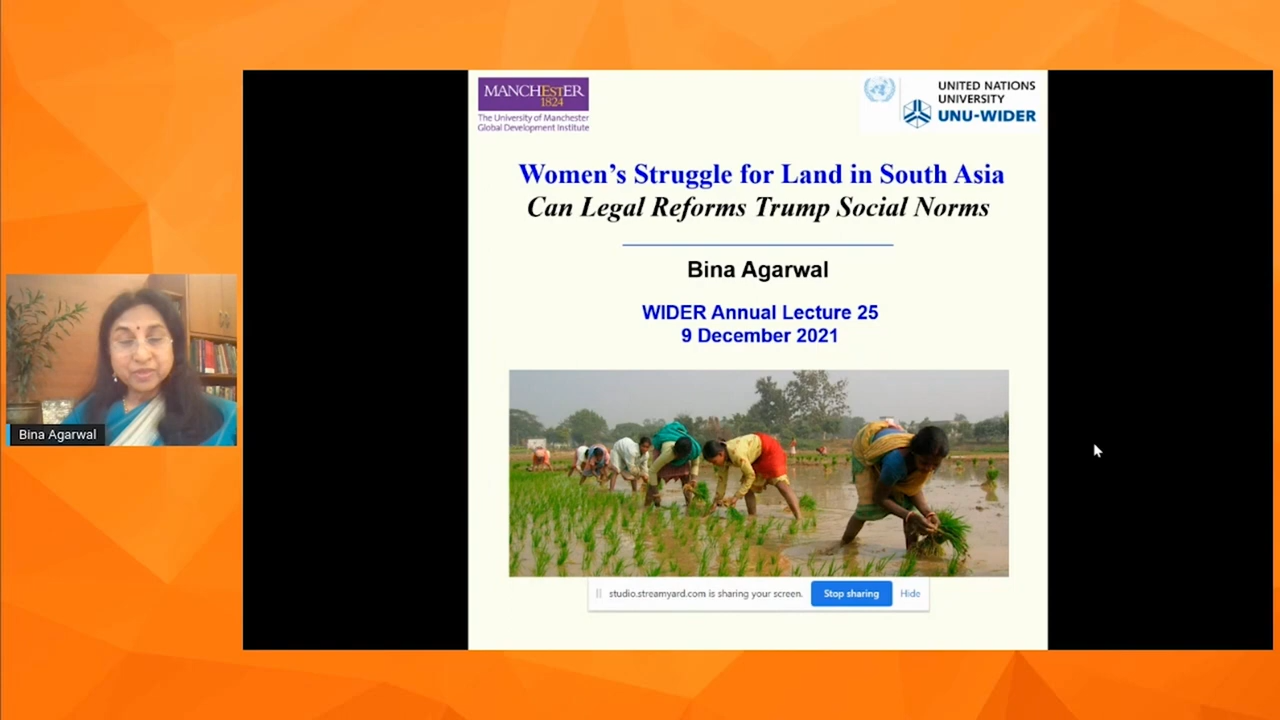 MANCHESTER
1824
The University of Manchester
Global Development Institute
UNITED NATIONS
UNIVERSITY
UNU-WIDER
Women's Struggle for Land in South Asia
Can Legal Reforms Trump Social Norms
Bina Agarwal
WIDER Annual Lecture 25
9 December 2021
Bina Agarwal
studio.streamyard.com is sharing your screen.
Stop sharing
Hide